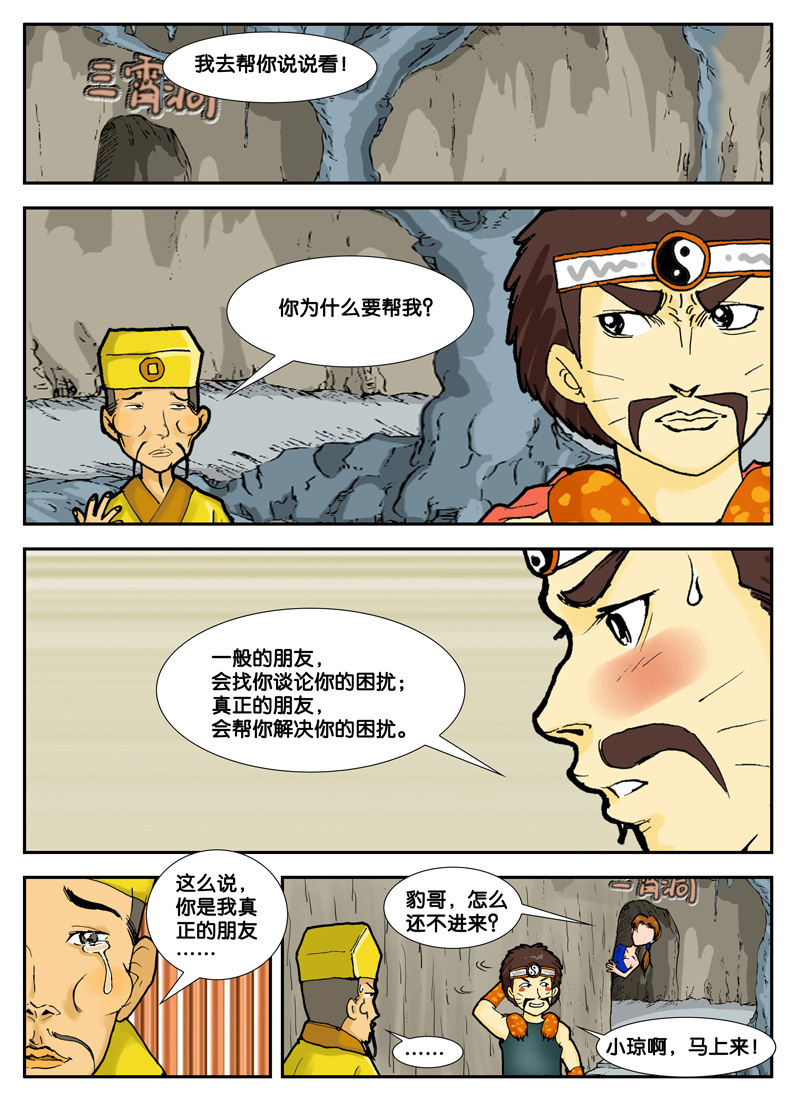 三霄洞
我去帮你说说看！
你为什么要帮我？
一般的朋友，
会找你谈论你的困扰；
真正的朋友，
会帮你解决你的困扰。
这么说，
你是我真
正的朋友
……
豹哥，怎么
还不进来？
三霄洞
……
小琼啊，马上来！